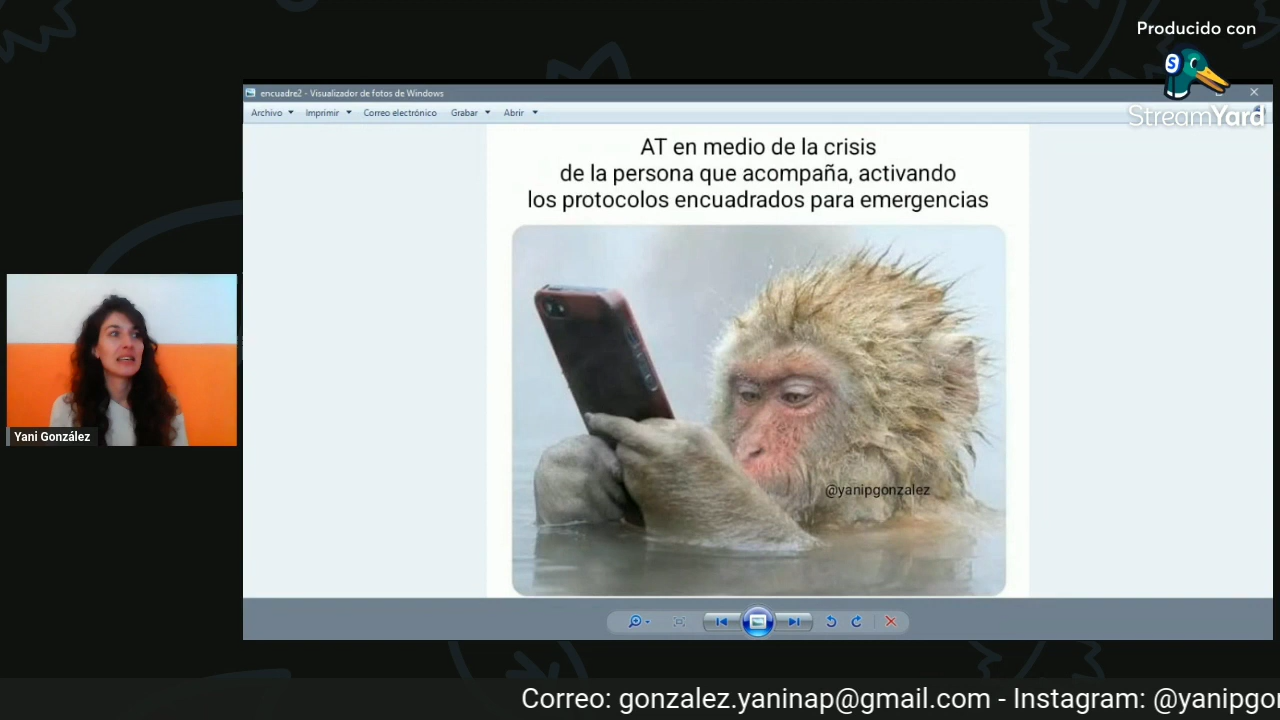 Producido con
StreamYard
encuadre2 - Visualizador de fotos de Windows
Archivo Imprimir Correo electrónico Grabar Abrir
AT en medio de la crisis
de la persona que acompaña, activando
los protocolos encuadrados para emergencias
@yanipgonzalez
Yani González
Correo: gonzalez.yaninap@gmail.com - Instagram: @yanipgo